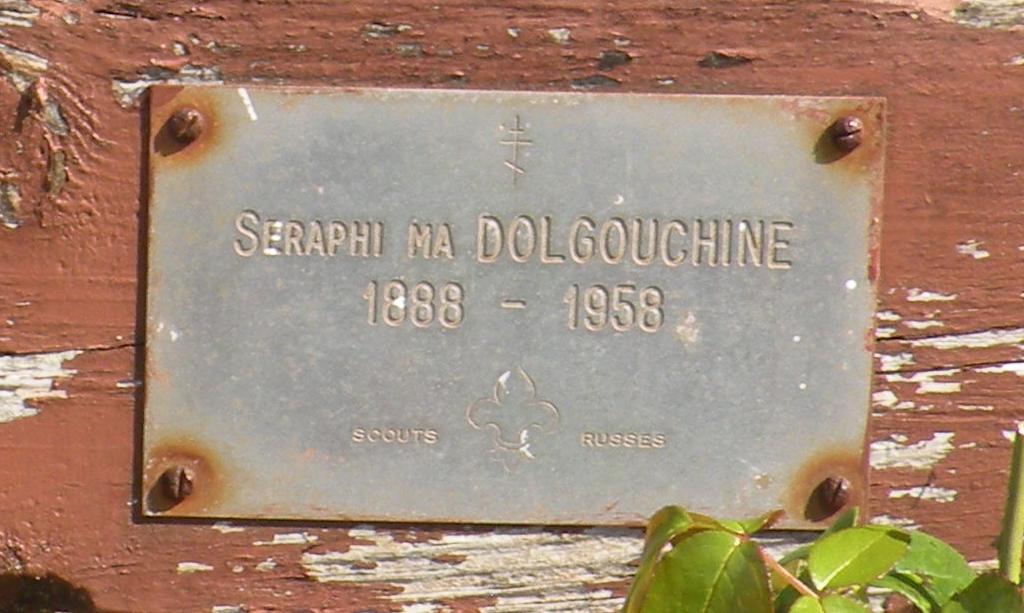 SERAPHI MA DOLGOUCHINE
1888 - 1958
SCOUTS RUSSES